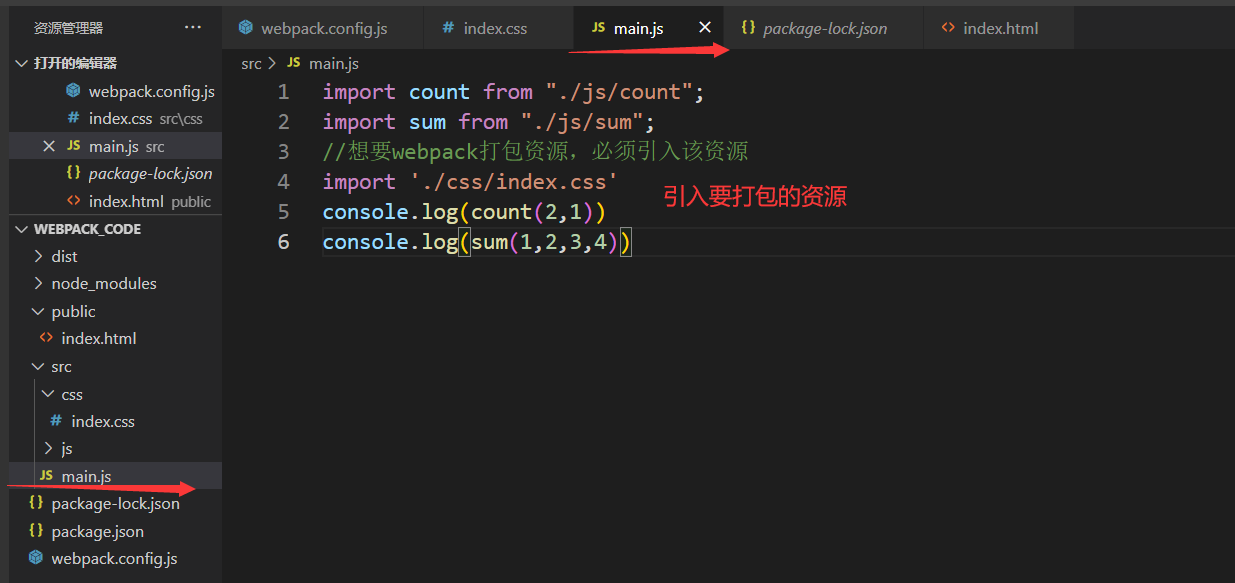 资源管理器 ···
webpack.config.js
index.css
JS main.js
{} package-lock.json
<> index.html
打开的编辑器
webpack.config.js
# index.css src\css
JS main.js src
{} package-lock.json
<> index.html public
WEBPACK_CODE
dist
node_modules
public
<> index.html
src
css
# index.css
js
JS main.js
{} package-lock.json
{} package.json
webpack.config.js
src > JS main.js
1 import count from "./js/count";
2 import sum from "./js/sum";
3 //想要webpack打包资源，必须引入该资源
4 import './css/index.css'
5 console.log(count(2,1))
6 console.log(sum(1,2,3,4))
引入要打包的资源